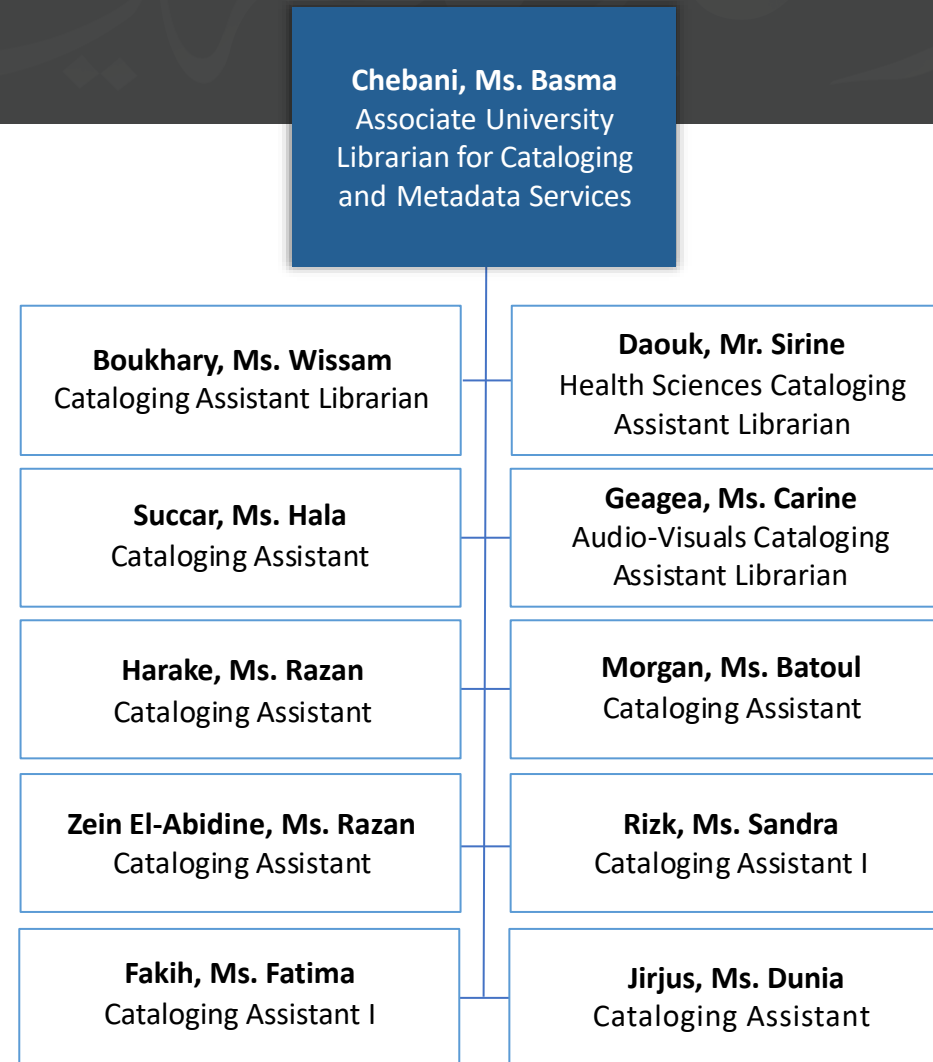 Chebani, Ms. Basma
Associate University
Librarian for Cataloging
and Metadata Services
Boukhary, Ms. Wissam
Cataloging Assistant Librarian
Daouk, Mr. Sirine
Health Sciences Cataloging
Assistant Librarian
Succar, Ms. Hala
Cataloging Assistant
Geagea, Ms. Carine
Audio-Visuals Cataloging
Assistant Librarian
Harake, Ms. Razan
Cataloging Assistant
Morgan, Ms. Batoul
Cataloging Assistant
Zein El-Abidine, Ms. Razan
Cataloging Assistant
Rizk, Ms. Sandra
Cataloging Assistant I
Fakih, Ms. Fatima
Cataloging Assistant I
Jirjus, Ms. Dunia
Cataloging Assistant